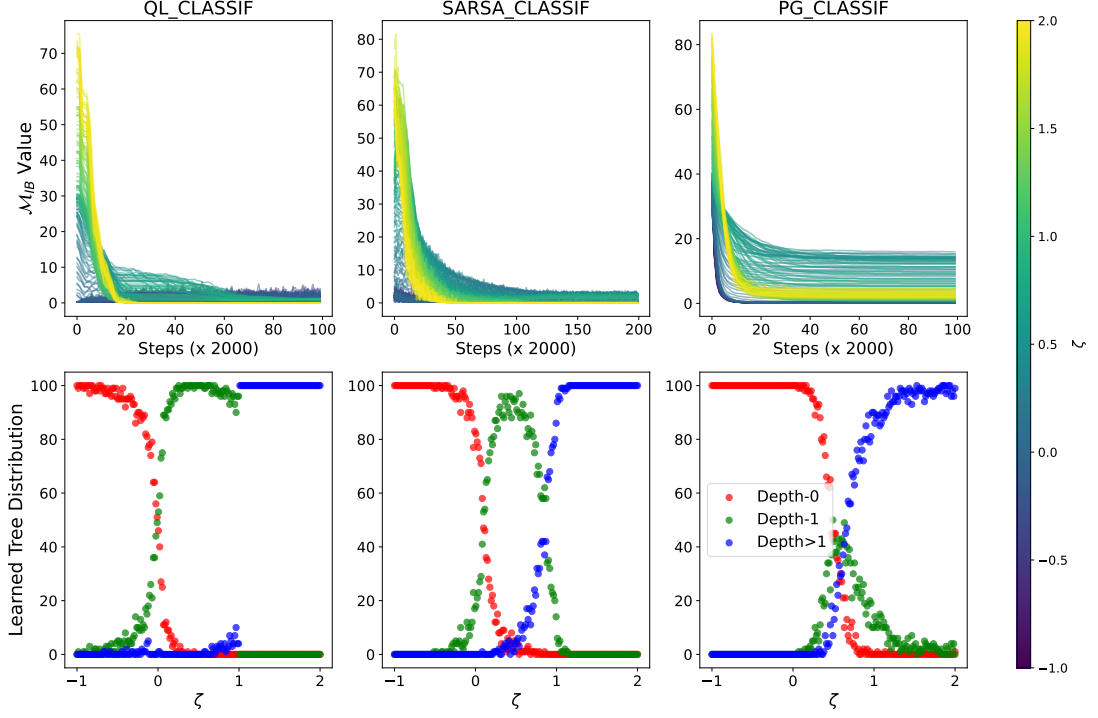 QL_CLASSIF
SARSA_CLASSIF
PG_CLASSIF
ℳ_IB Value
70
60
50
40
30
20
10
0
0 20 40 60 80 100
Steps (x 2000)
80
70
60
50
40
30
20
10
0
0 50 100 150 200
Steps (x 2000)
80
60
40
20
0
0 20 40 60 80 100
Steps (x 2000)
2.0
1.5
1.0
0.5
0.0
−0.5
−1.0
ζ
Learned Tree Distribution
100
80
60
40
20
0
−1 0 1 2
ζ
100
80
60
40
20
0
−1 0 1 2
ζ
100
80
60
40
20
0
Depth-0
Depth-1
Depth>1
−1 0 1 2
ζ